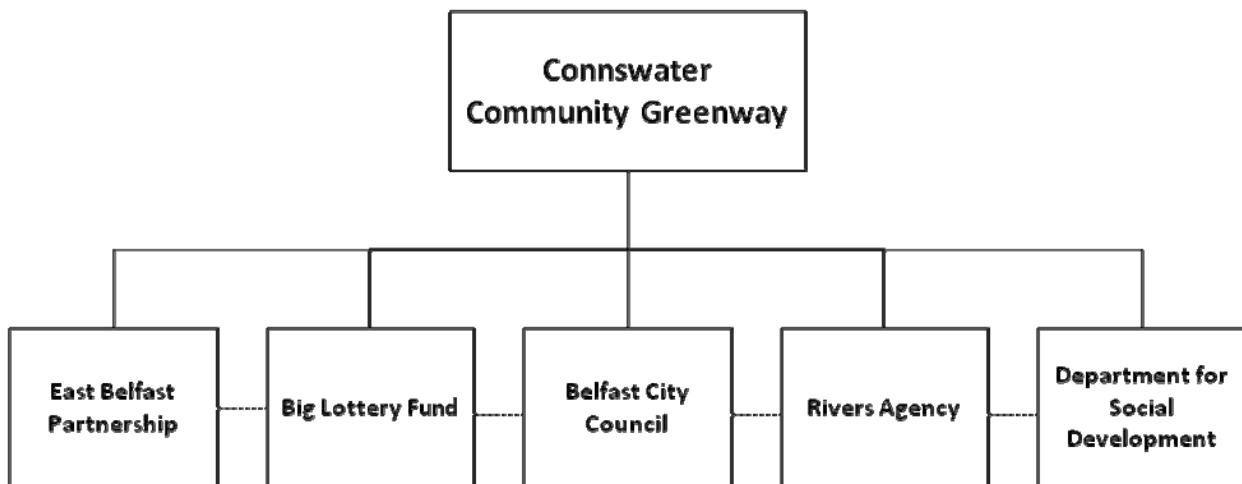 Connswater
Community Greenway
East Belfast
Partnership
Big Lottery Fund
Belfast City
Council
Rivers Agency
Department for
Social
Development